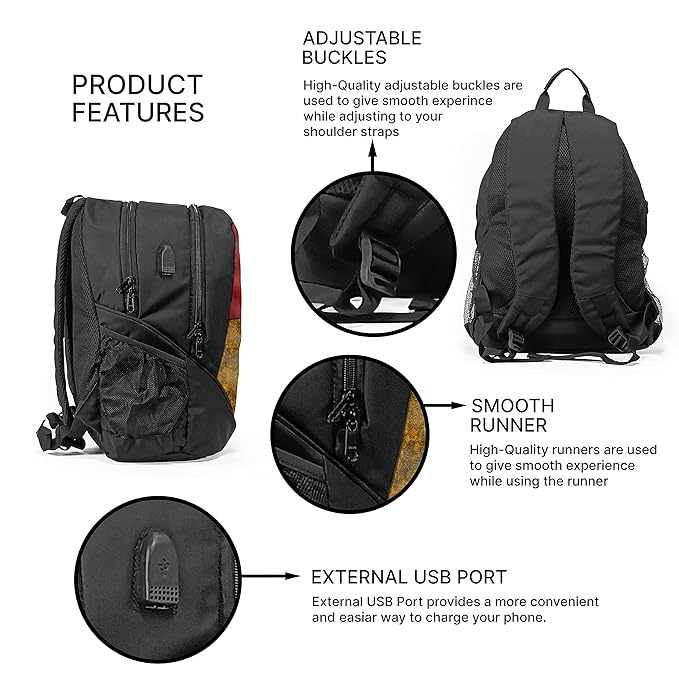 PRODUCT
FEATURES
ADJUSTABLE
BUCKLES
High-Quality adjustable buckles are
used to give smooth experince
while adjusting to your
shoulder straps
SMOOTH
RUNNER
High-Quality runners are used
to give smooth experience
while using the runner
EXTERNAL USB PORT
External USB Port provides a more convenient
and easiar way to charge your phone.